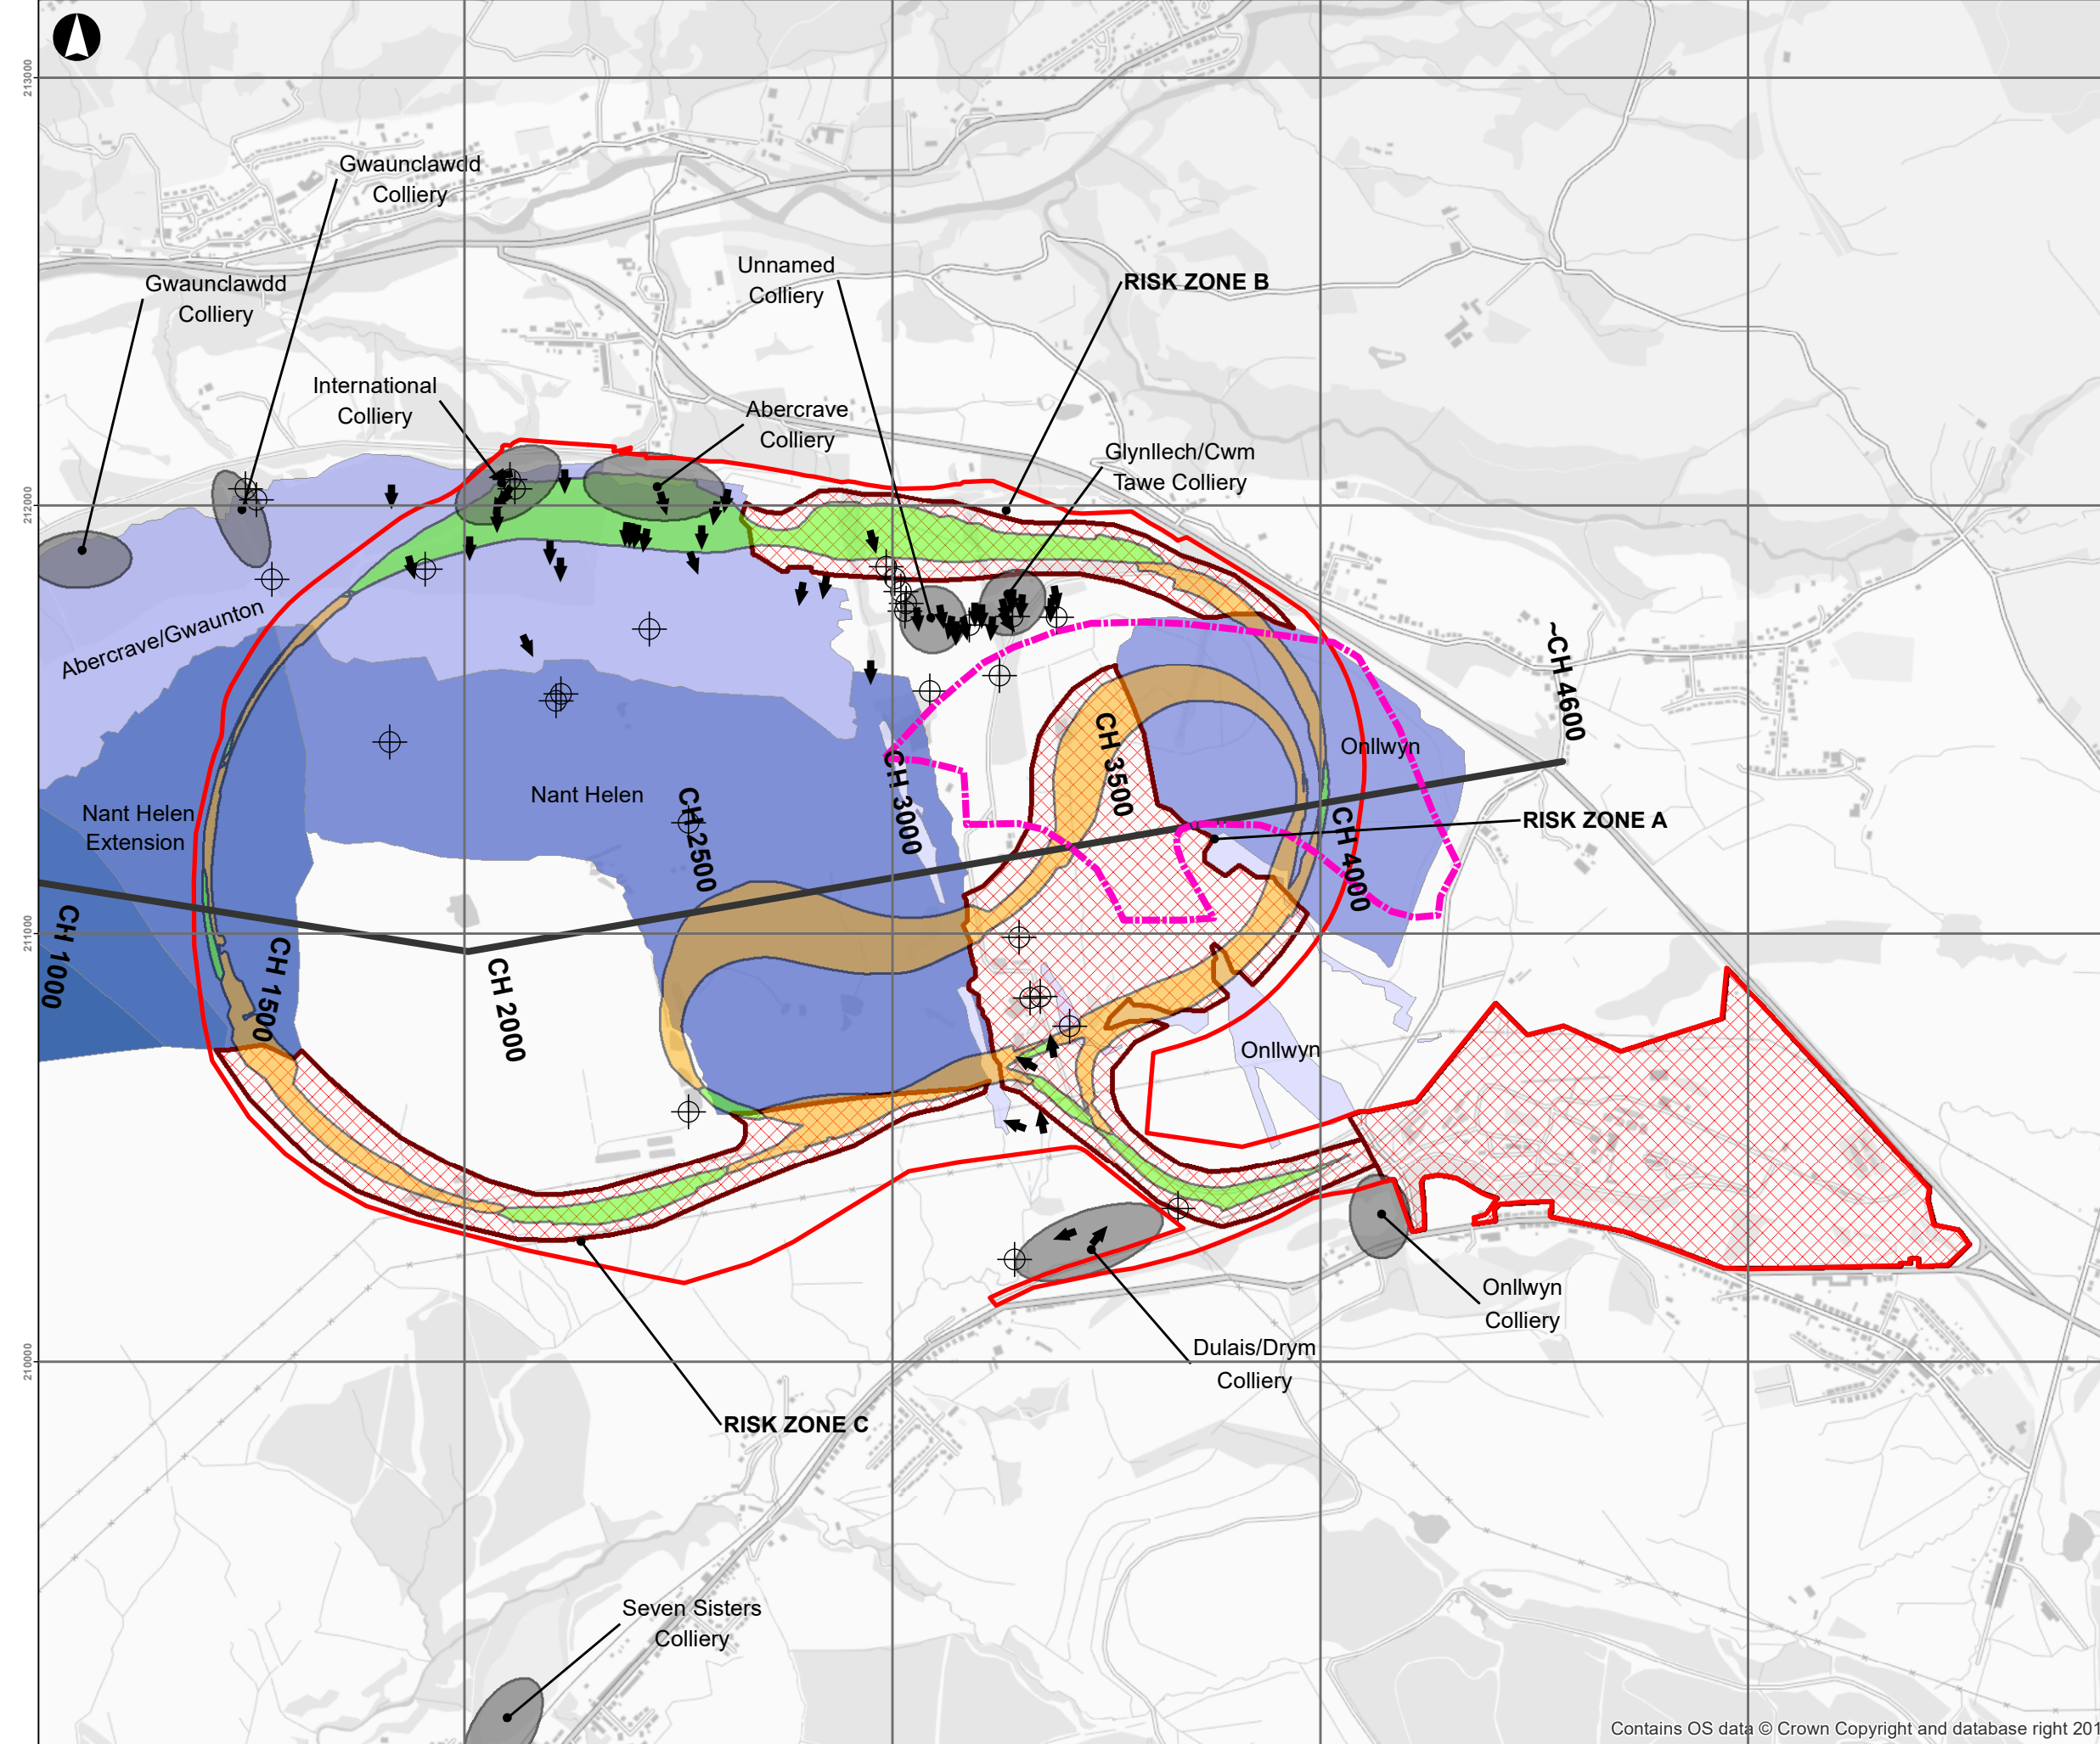 213000
Gwaunclawdd
Colliery
Gwaunclawdd
Colliery
Unnamed
Colliery
RISK ZONE B
International
Colliery
Abercrave
Colliery
Glynllech/Cwm
Tawe Colliery
212000
Abercrave/Gwaunton
~CH 4600
Onllwyn
CH 3500
Nant Helen
CH 3000
CH 2500
Nant Helen
Extension
RISK ZONE A
CH 4000
211000
CH 1000
CH 1500
CH 2000
Onllwyn
Onllwyn
Colliery
Dulais/Drym
Colliery
210000
RISK ZONE C
Seven Sisters
Colliery
Contains OS data © Crown Copyright and database right 201